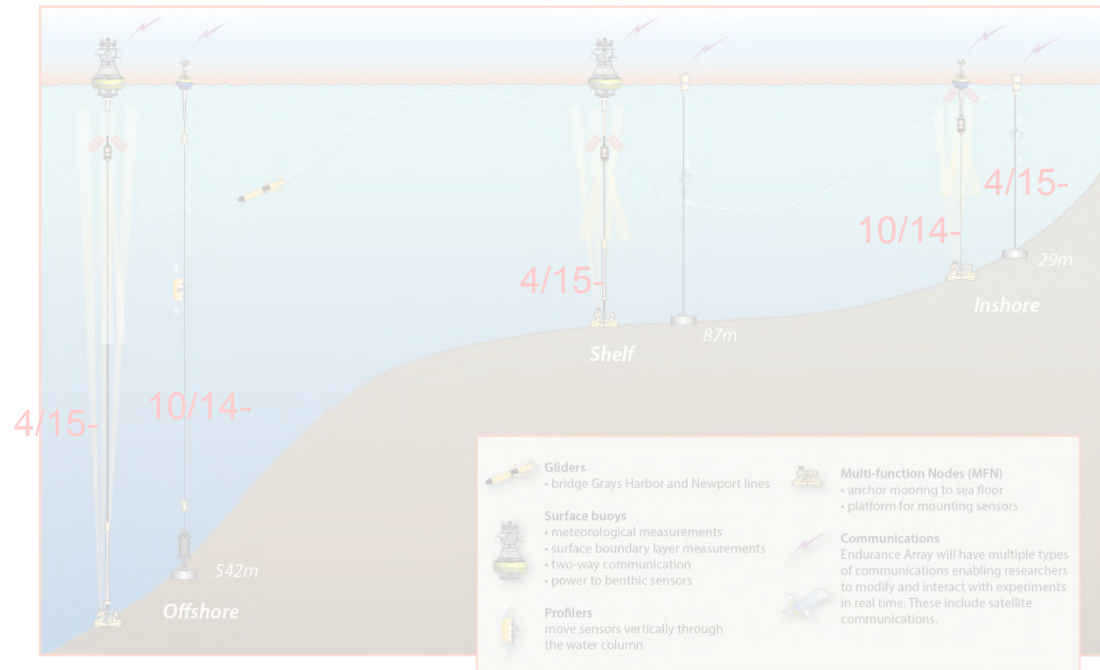 4/15-
10/14-
4/15-
29m
4/15-
Inshore
87m
Shelf
10/14-
4/15-
542m
Offshore
Gliders
• bridge Grays Harbor and Newport lines
Surface buoys
• meteorological measurements
• surface boundary layer measurements
• two-way communication
• power to benthic sensors
Profilers
move sensors vertically through
the water column
Multi-function Nodes (MFN)
• anchor mooring to sea floor
• platform for mounting sensors
Communications
Endurance Array will have multiple types
of communications enabling researchers
to modify and interact with experiments
in real time. These include satellite
communications.